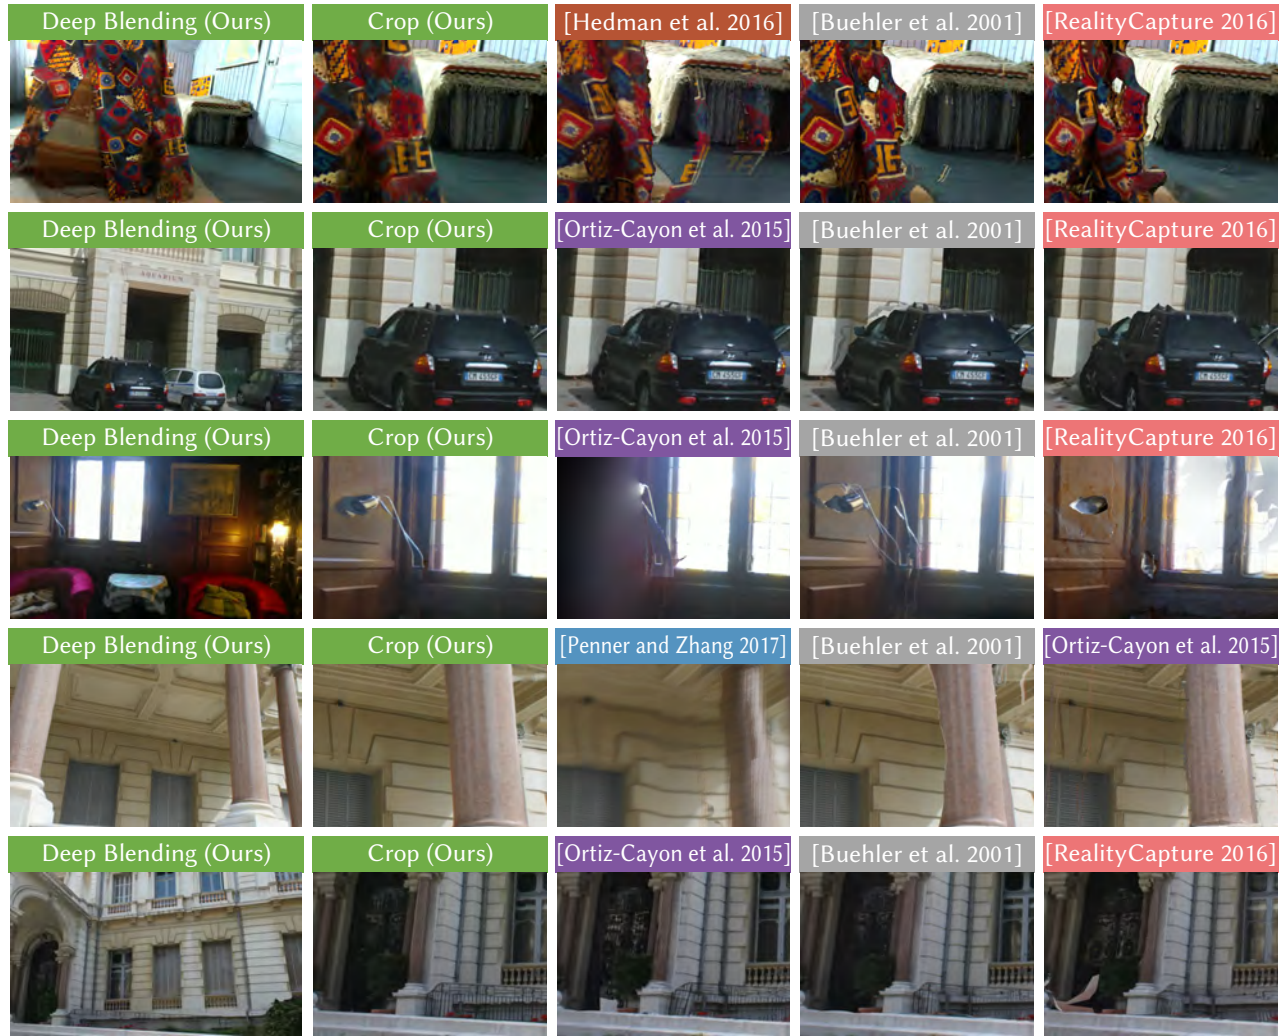 Deep Blending (Ours) Crop (Ours) [Hedman et al. 2016] [Buehler et al. 2001] [RealityCapture 2016]
Deep Blending (Ours) Crop (Ours) [Ortiz-Cayon et al. 2015] [Buehler et al. 2001] [RealityCapture 2016]
AQUARIUM
Deep Blending (Ours) Crop (Ours) [Ortiz-Cayon et al. 2015] [Buehler et al. 2001] [RealityCapture 2016]
Deep Blending (Ours) Crop (Ours) [Penner and Zhang 2017] [Buehler et al. 2001] [Ortiz-Cayon et al. 2015]
Deep Blending (Ours) Crop (Ours) [Ortiz-Cayon et al. 2015] [Buehler et al. 2001] [RealityCapture 2016]